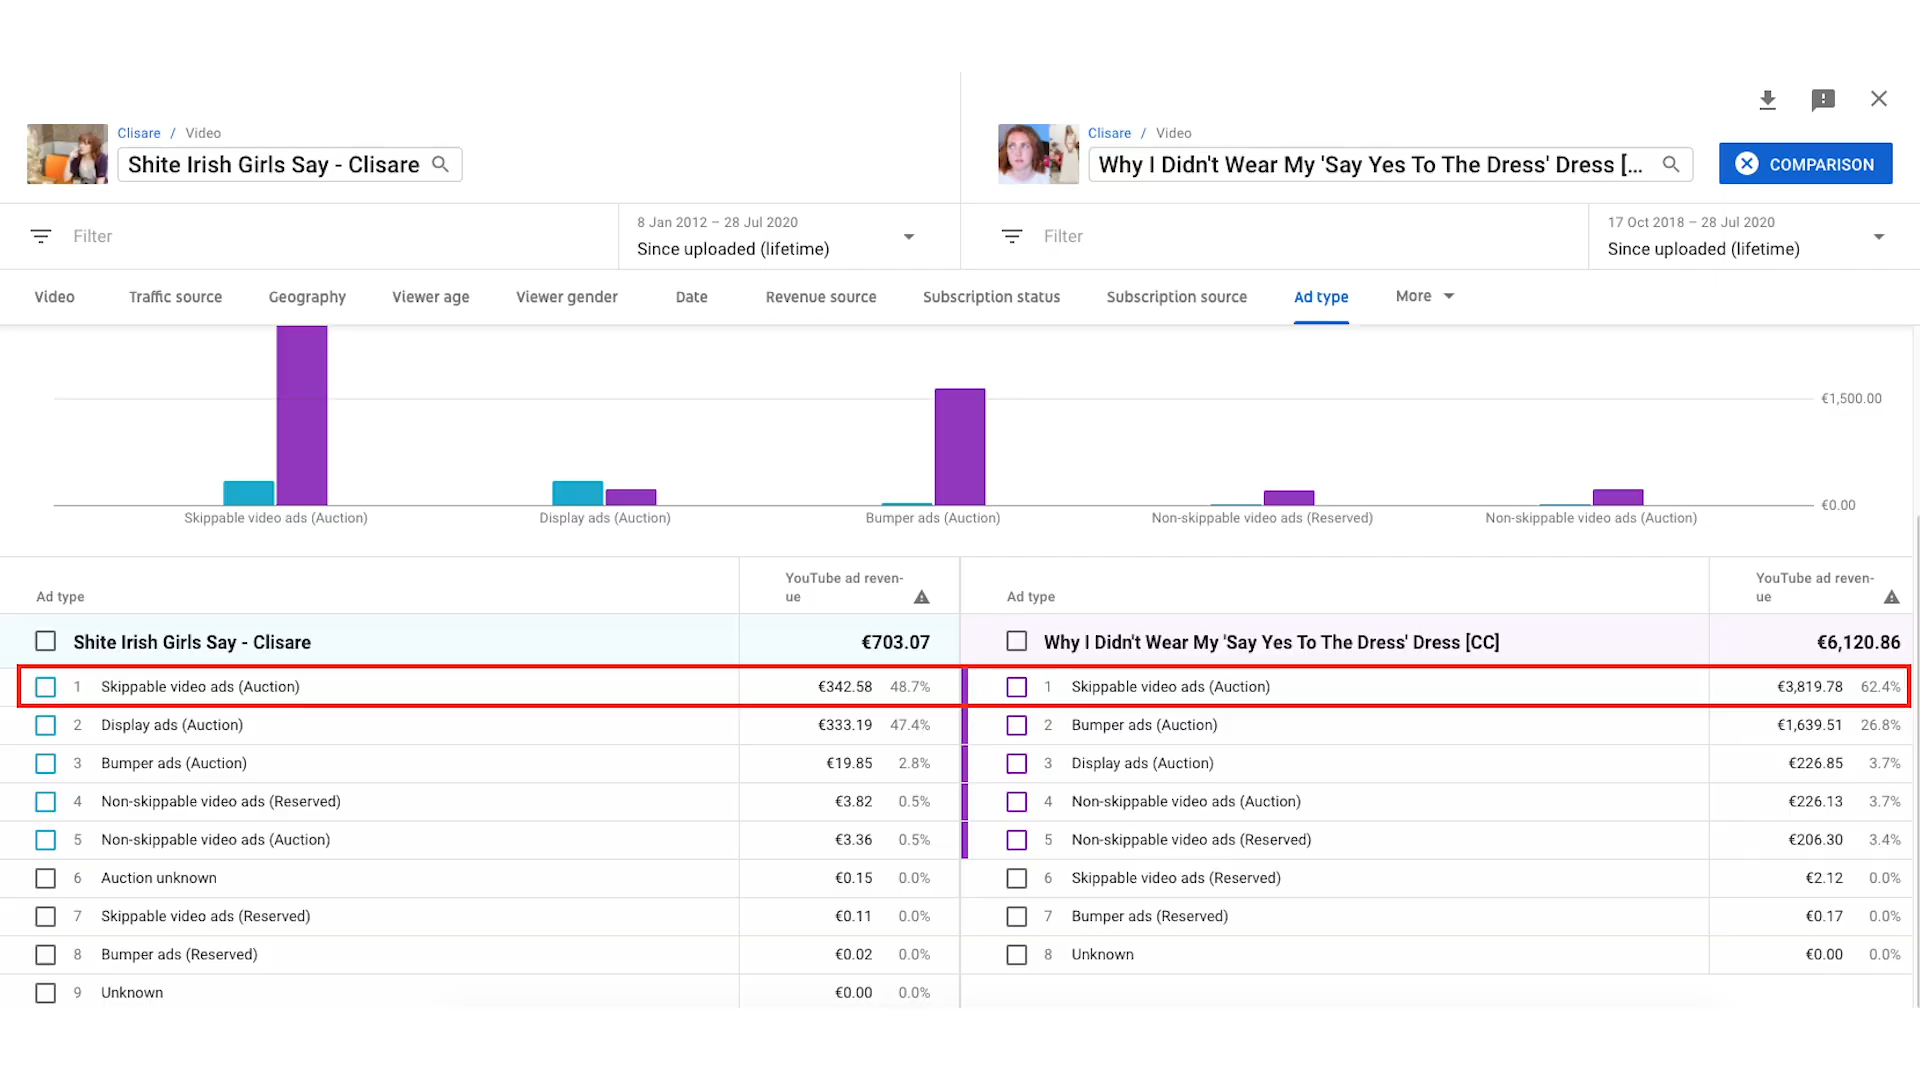 Clisare / Video
Shite Irish Girls Say - Clisare
Clisare / Video
Why I Didn't Wear My 'Say Yes To The Dress' Dress [...
COMPARISON
Filter
8 Jan 2012 – 28 Jul 2020
Since uploaded (lifetime)
Filter
17 Oct 2018 – 28 Jul 2020
Since uploaded (lifetime)
Video Traffic source Geography Viewer age Viewer gender Date Revenue source Subscription status Subscription source Ad type More
€1,500.00
€0.00
Skippable video ads (Auction) Display ads (Auction) Bumper ads (Auction) Non-skippable video ads (Reserved) Non-skippable video ads (Auction)
Ad type
YouTube ad reven-
ue
Shite Irish Girls Say - Clisare €703.07
1 Skippable video ads (Auction) €342.58 48.7%
2 Display ads (Auction) €333.19 47.4%
3 Bumper ads (Auction) €19.85 2.8%
4 Non-skippable video ads (Reserved) €3.82 0.5%
5 Non-skippable video ads (Auction) €3.36 0.5%
6 Auction unknown €0.15 0.0%
7 Skippable video ads (Reserved) €0.11 0.0%
8 Bumper ads (Reserved) €0.02 0.0%
9 Unknown €0.00 0.0%
Ad type
YouTube ad reven-
ue
Why I Didn't Wear My 'Say Yes To The Dress' Dress [CC] €6,120.86
1 Skippable video ads (Auction) €3,819.78 62.4%
2 Bumper ads (Auction) €1,639.51 26.8%
3 Display ads (Auction) €226.85 3.7%
4 Non-skippable video ads (Auction) €226.13 3.7%
5 Non-skippable video ads (Reserved) €206.30 3.4%
6 Skippable video ads (Reserved) €2.12 0.0%
7 Bumper ads (Reserved) €0.17 0.0%
8 Unknown €0.00 0.0%